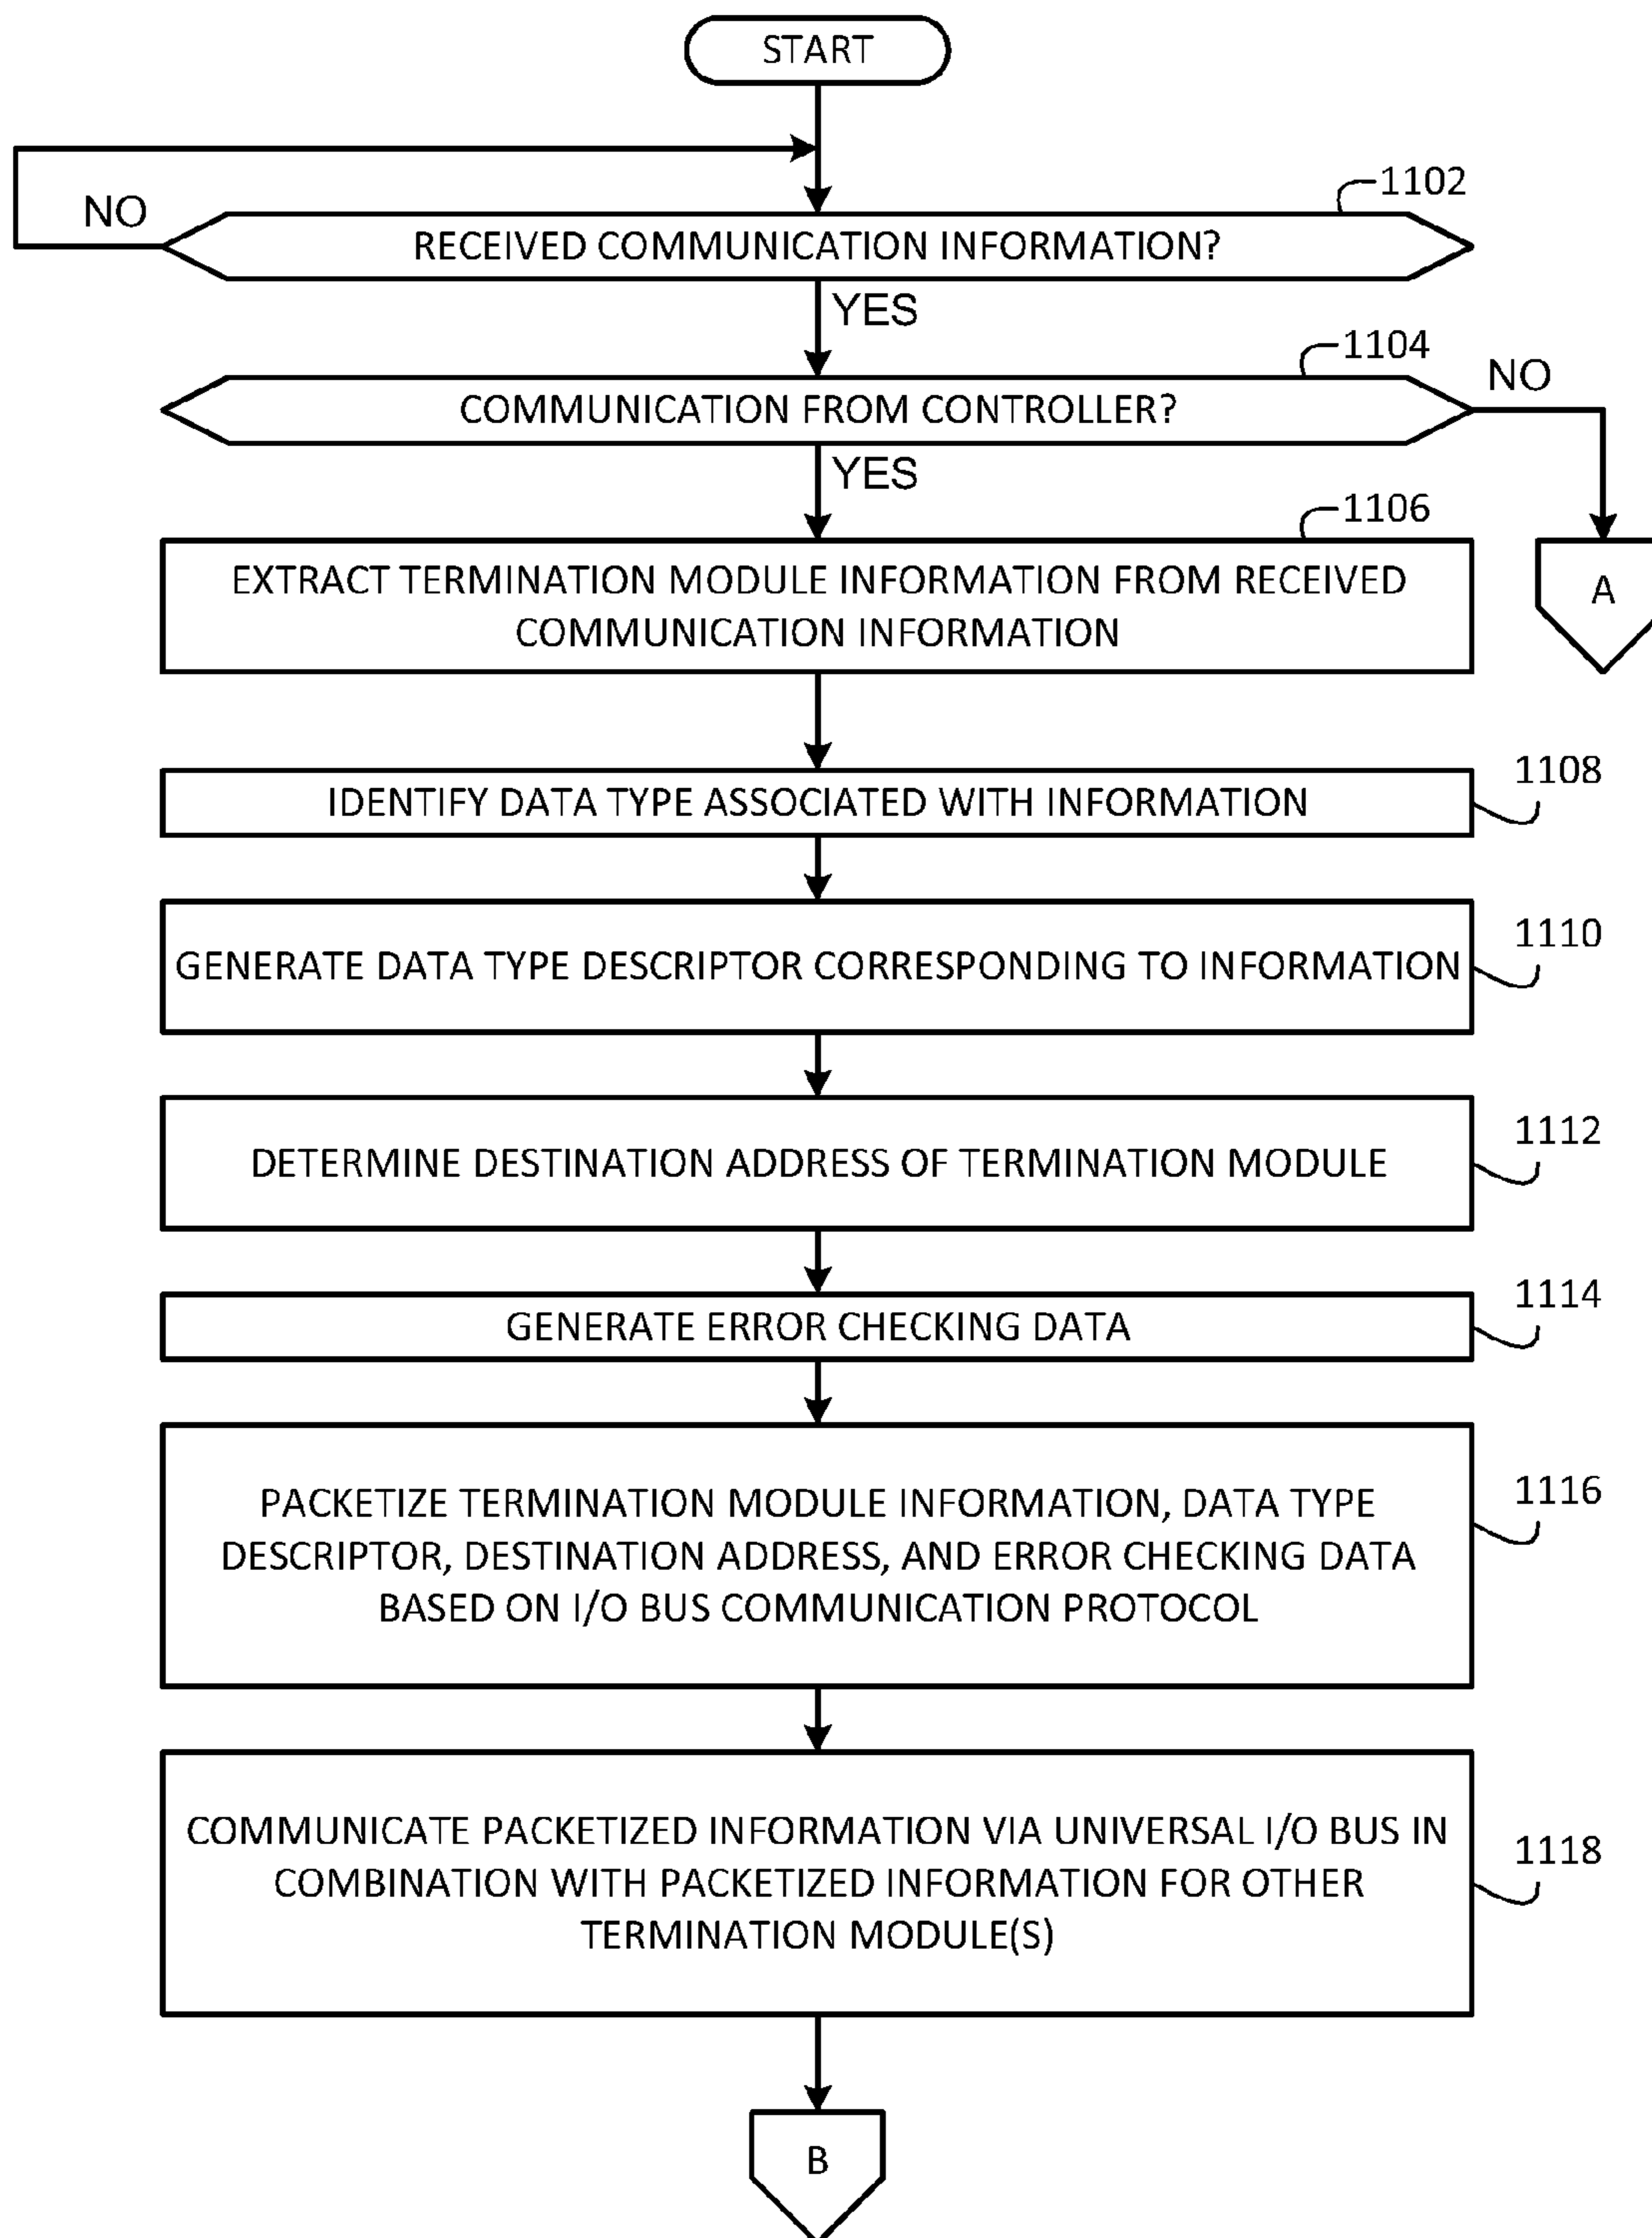 START
1102
NO
RECEIVED COMMUNICATION INFORMATION?
YES
1104
NO
COMMUNICATION FROM CONTROLLER?
YES
1106
EXTRACT TERMINATION MODULE INFORMATION FROM RECEIVED
COMMUNICATION INFORMATION
A
1108
IDENTIFY DATA TYPE ASSOCIATED WITH INFORMATION
1110
GENERATE DATA TYPE DESCRIPTOR CORRESPONDING TO INFORMATION
1112
DETERMINE DESTINATION ADDRESS OF TERMINATION MODULE
1114
GENERATE ERROR CHECKING DATA
1116
PACKETIZE TERMINATION MODULE INFORMATION, DATA TYPE
DESCRIPTOR, DESTINATION ADDRESS, AND ERROR CHECKING DATA
BASED ON I/O BUS COMMUNICATION PROTOCOL
1118
COMMUNICATE PACKETIZED INFORMATION VIA UNIVERSAL I/O BUS IN
COMBINATION WITH PACKETIZED INFORMATION FOR OTHER
TERMINATION MODULE(S)
B